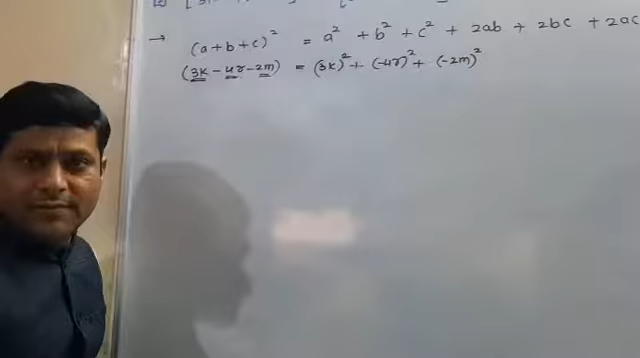 → (a+b+c)² = a² + b² + c² + 2ab + 2bc + 2ac
(3k - 4r - 2m) = (3k)² + (-4r)² + (-2m)²